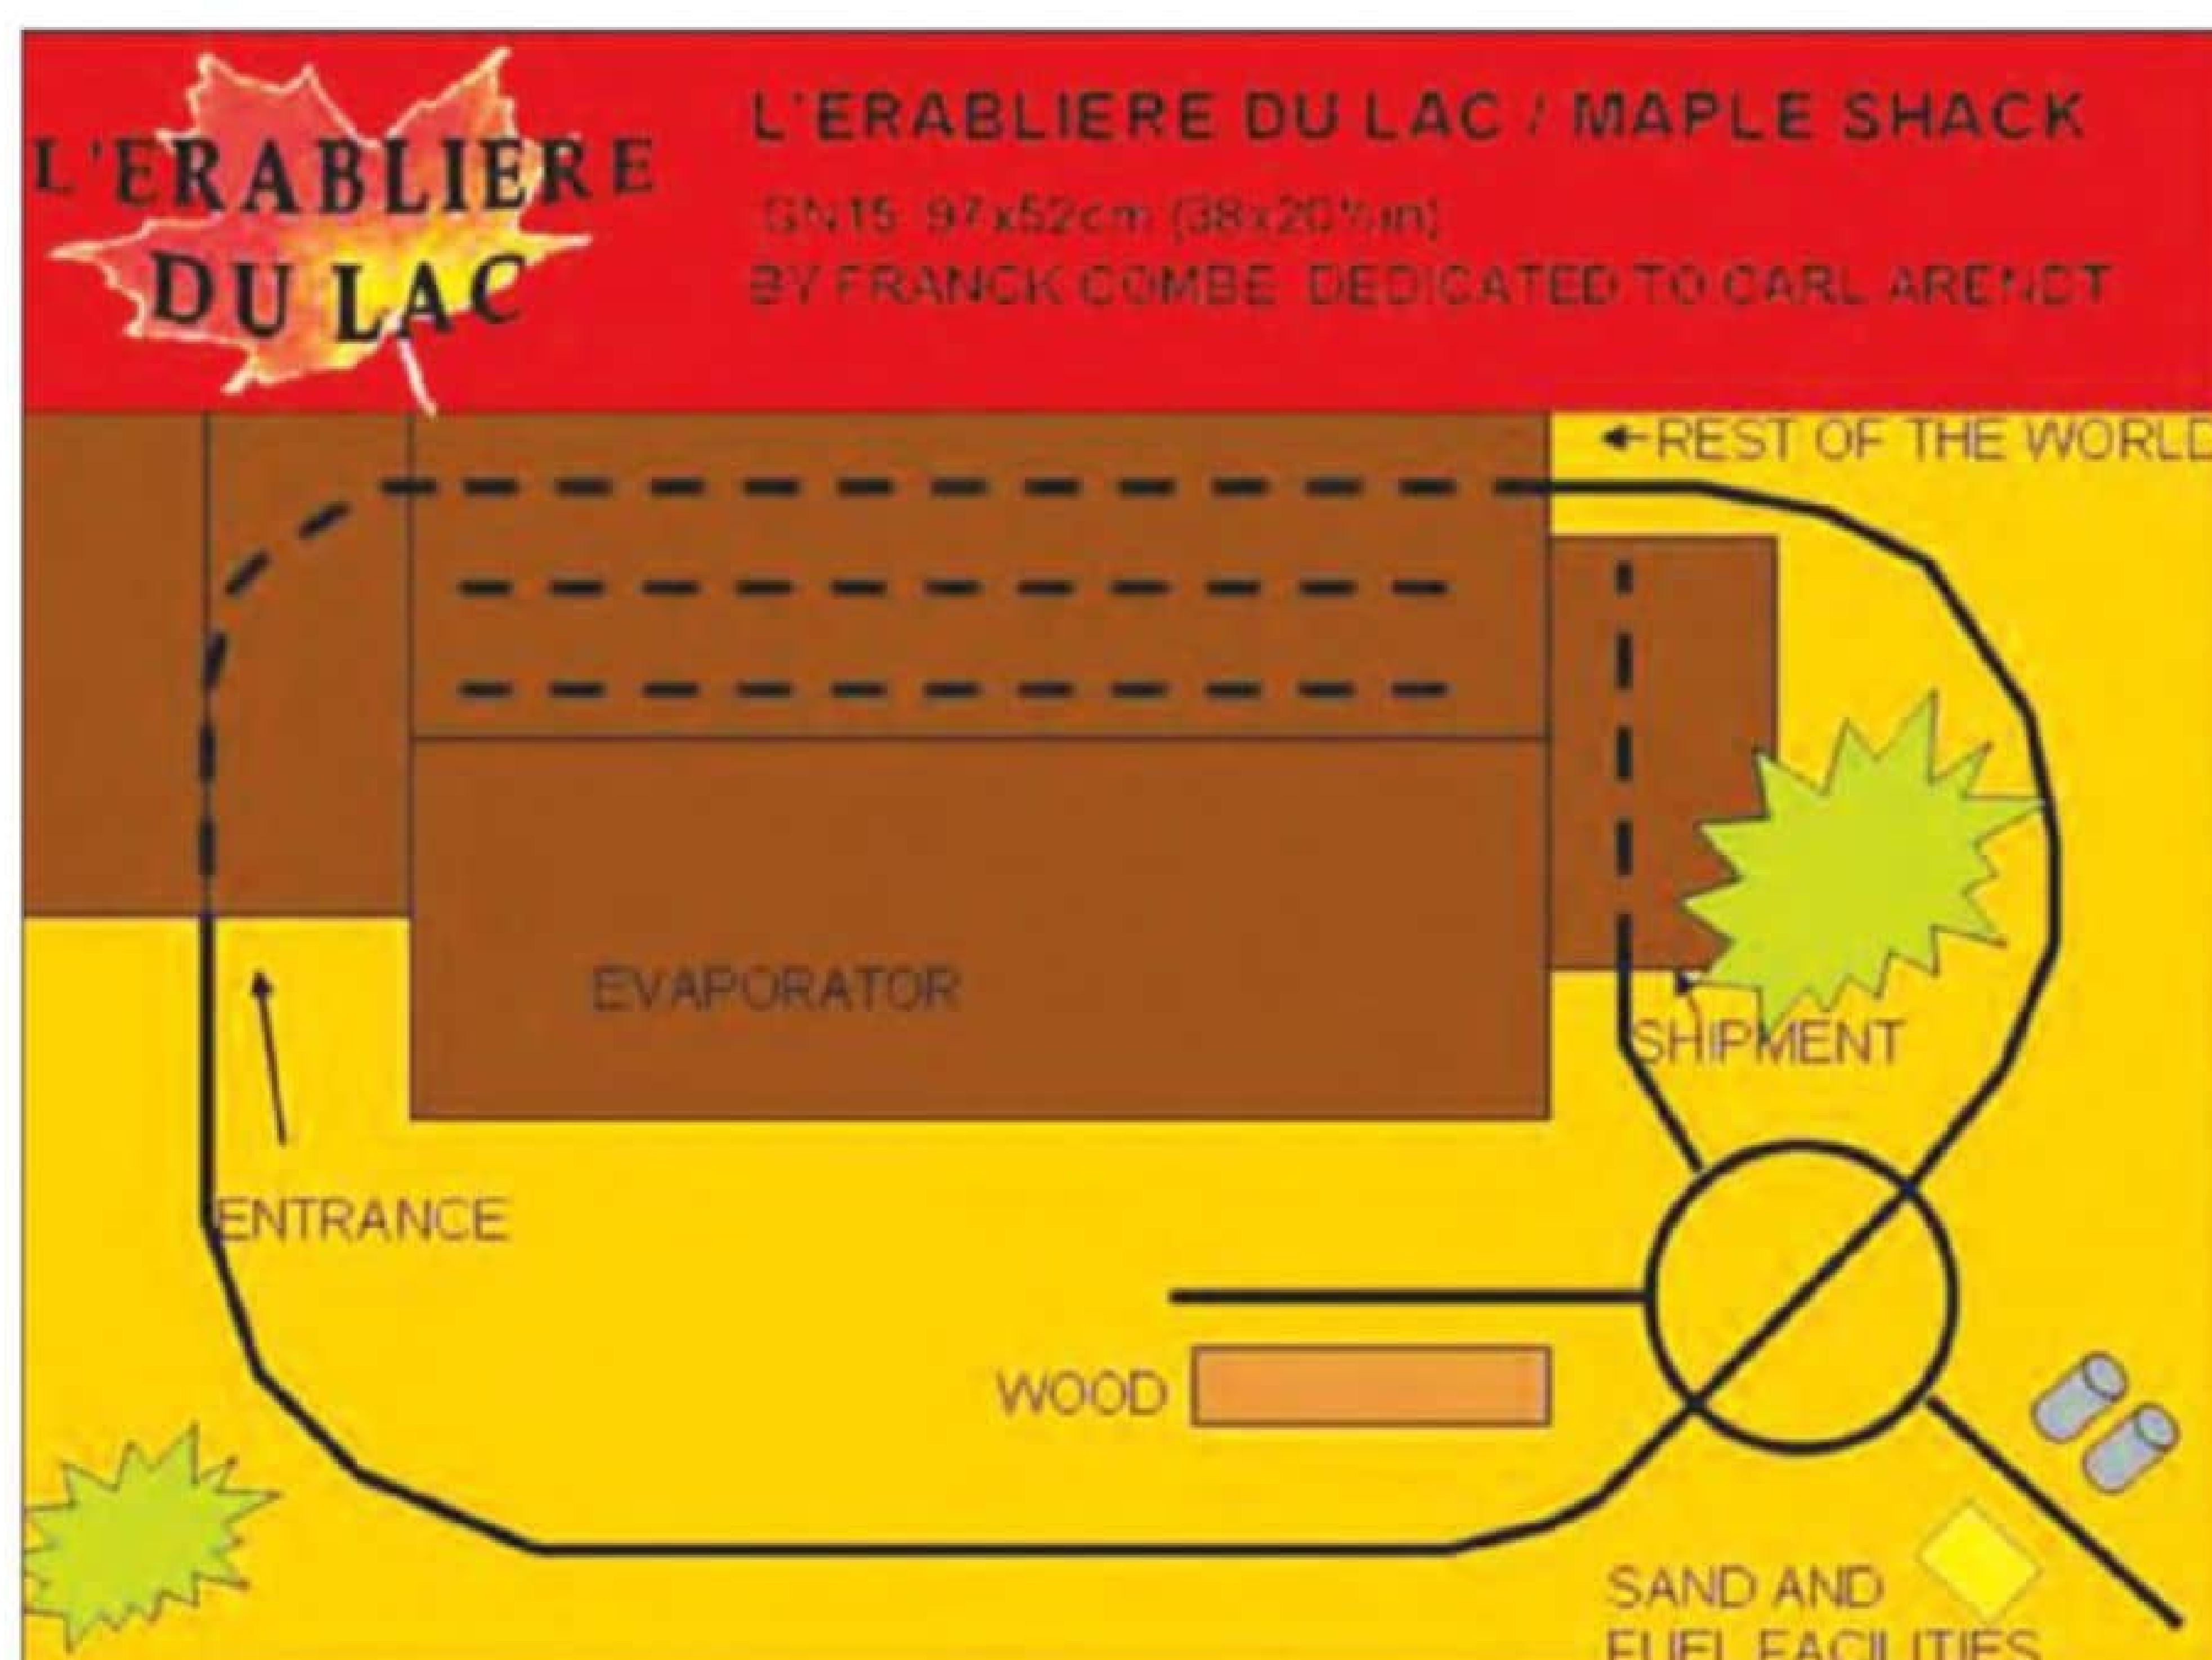 L'ERABLIERE
DU LAC
L'ERABLIERE DU LAC / MAPLE SHACK
GN15 97x52cm (38x20½in)
BY FRANCK COMBE DEDICATED TO CARL ARENDT
REST OF THE WORLD
EVAPORATOR
SHIPMENT
ENTRANCE
WOOD
SAND AND
FUEL FACILITIES